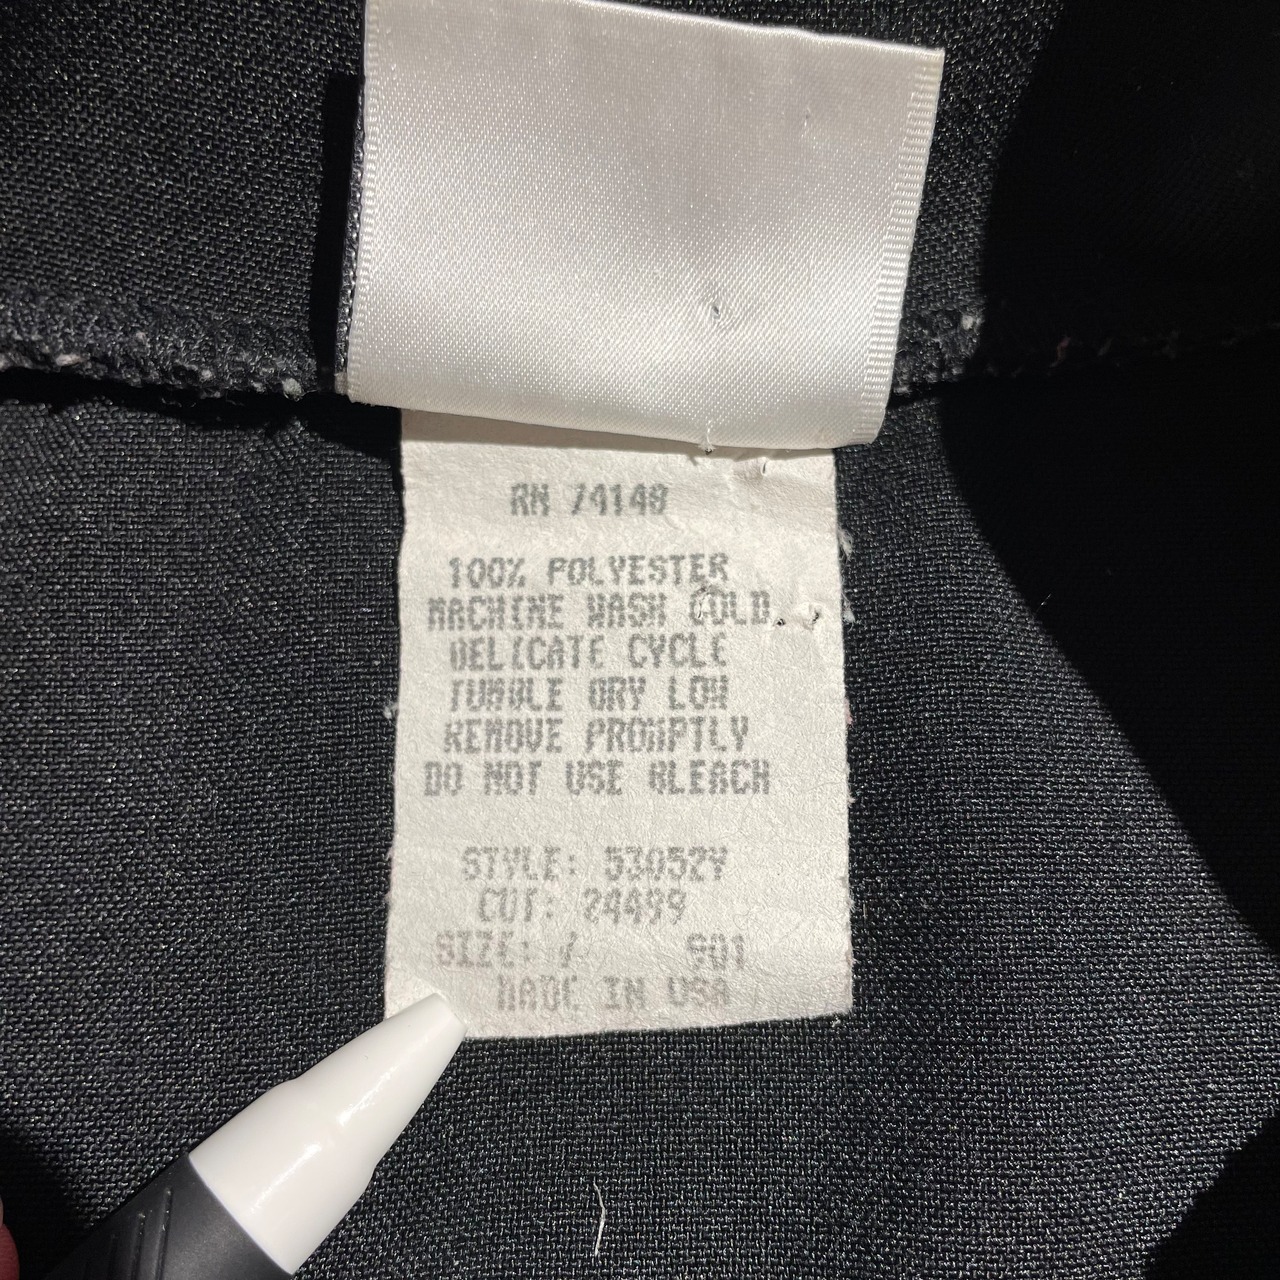 RN 74148
100% POLYESTER
MACHINE WASH COLD
DELICATE CYCLE
TUMBLE DRY LOW
REMOVE PROMPTLY
DO NOT USE BLEACH
STYLE: 53052Y
CUT: 24499
SIZE: 901
MADE IN USA